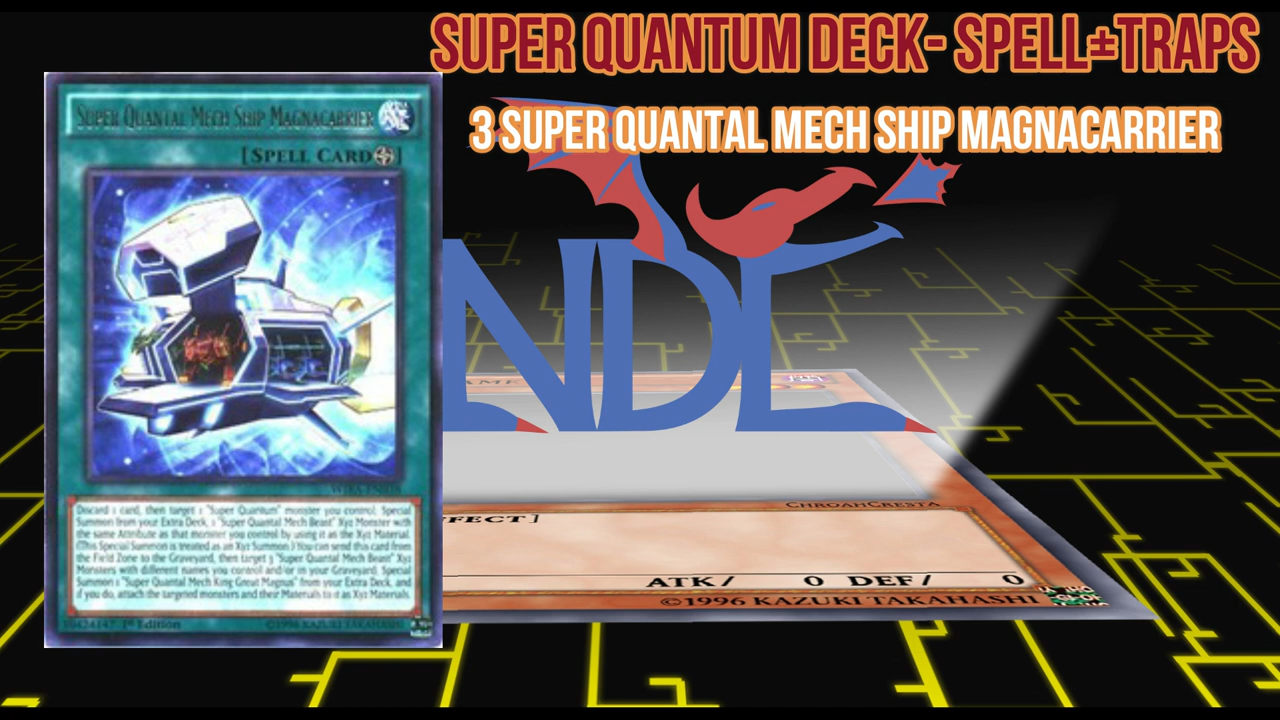 SUPER QUANTUM DECK- SPELL±TRAPS
3 SUPER QUANTAL MECH SHIP MAGNACARRIER
Super Quantal Mech Ship Magnacarrier
[Spell Card]
WIRA-EN038
Discard 1 card, then target 1 "Super Quantum" monster you control. Special
Summon from your Extra Deck, 1 "Super Quantal Mech Beast" Xyz Monster with
the same Attribute as that monster you control by using it as the Xyz Material.
(This Special Summon is treated as an Xyz Summon.) You can send this card from
the Field Zone to the Graveyard, then target 3 "Super Quantal Mech Beast" Xyz
Monsters with different names you control and/or in your Graveyard. Special
Summon 1 "Super Quantal Mech King Great Magnus" from your Extra Deck, and
if you do, attach the targeted monsters and their Materials to it as Xyz Materials.
10424147 1st Edition
©1996 KAZUKI TAKAHASHI
NDL
AME
ChroahCresta
FFECT]
ATK/ 0 DEF/ 0
©1996 KAZUKI TAKAHASHI